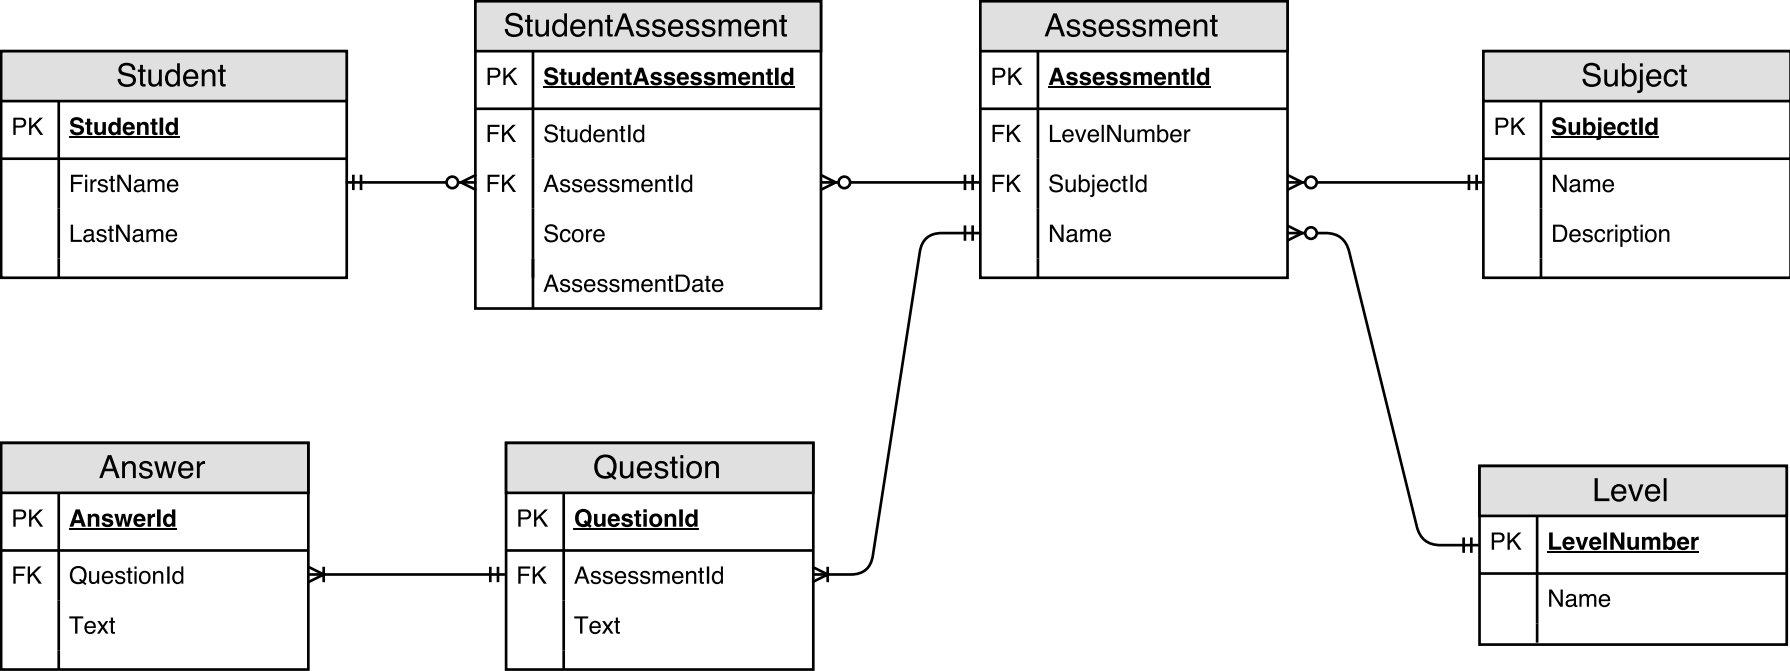 Student
PK StudentId
FirstName
LastName
StudentAssessment
PK StudentAssessmentId
FK StudentId
FK AssessmentId
Score
AssessmentDate
Assessment
PK AssessmentId
FK LevelNumber
FK SubjectId
Name
Subject
PK SubjectId
Name
Description
Answer
PK AnswerId
FK QuestionId
Text
Question
PK QuestionId
FK AssessmentId
Text
Level
PK LevelNumber
Name